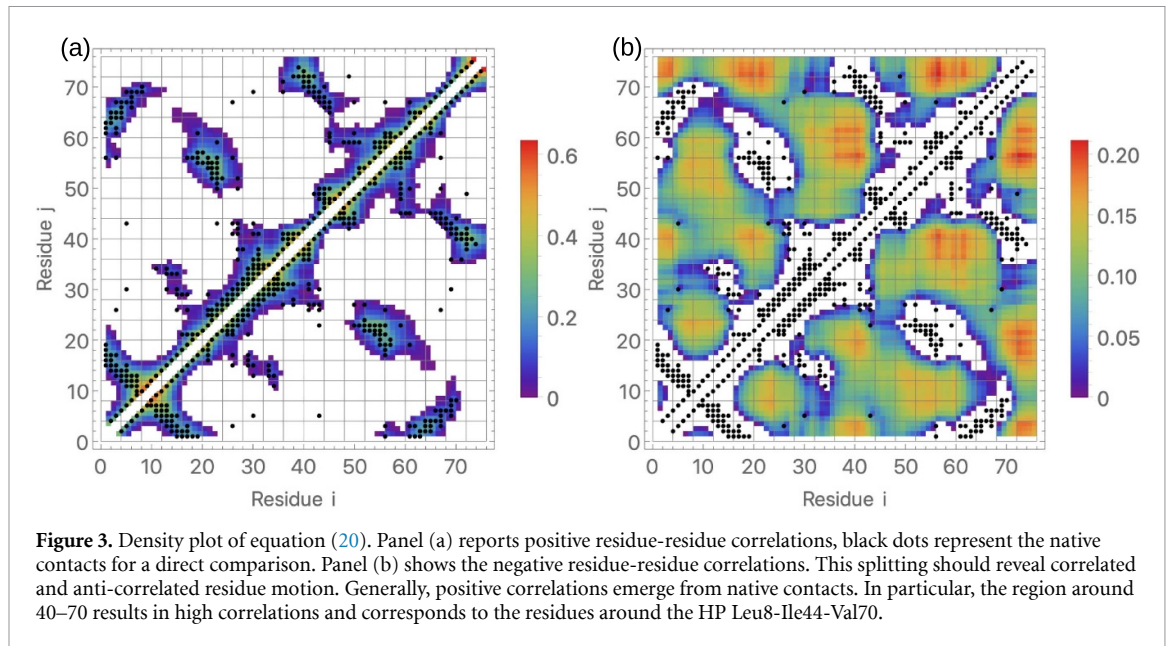 (a)
(b)
70
60
50
40
30
20
10
0
Residue j
0 10 20 30 40 50 60 70
Residue i
0.6
0.4
0.2
0
70
60
50
40
30
20
10
0
Residue j
0 10 20 30 40 50 60 70
Residue i
0.20
0.15
0.10
0.05
0
Figure 3. Density plot of equation (20). Panel (a) reports positive residue-residue correlations, black dots represent the native
contacts for a direct comparison. Panel (b) shows the negative residue-residue correlations. This splitting should reveal correlated
and anti-correlated residue motion. Generally, positive correlations emerge from native contacts. In particular, the region around
40–70 results in high correlations and corresponds to the residues around the HP Leu8-Ile44-Val70.